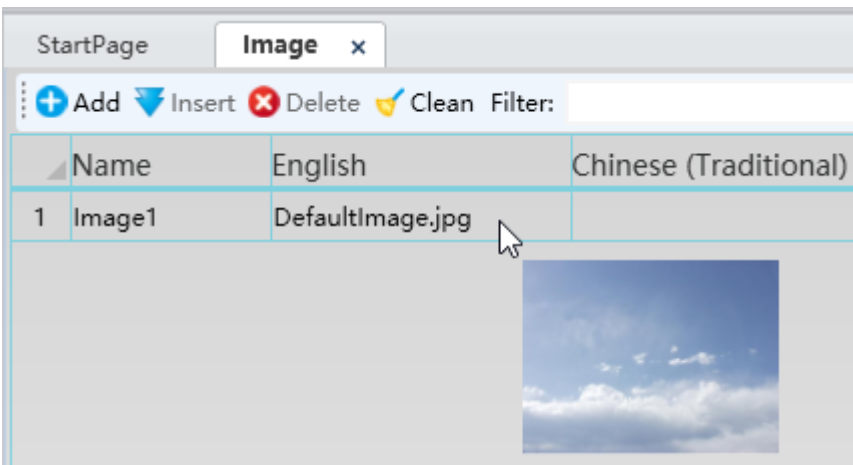 StartPage Image x
Add Insert Delete Clean Filter:
Name English Chinese (Traditional)
1 Image1 DefaultImage.jpg